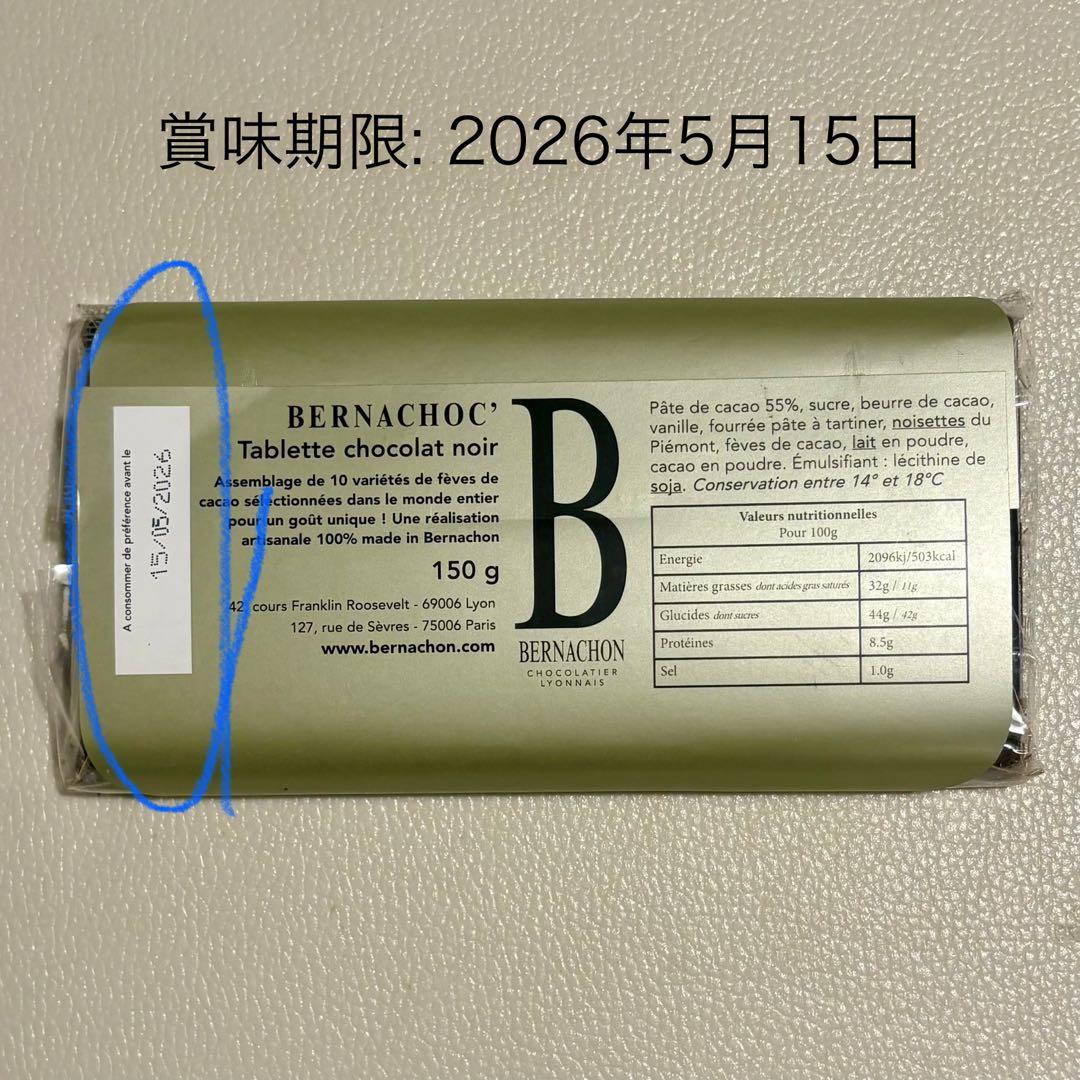 賞味期限: 2026年5月15日
A consommer de préférence avant le
15/05/2026
BERNACHOC’
Tablette chocolat noir
Assemblage de 10 variétés de fèves de
cacao sélectionnées dans le monde entier
pour un goût unique ! Une réalisation
artisanale 100% made in Bernachon
150 g
42, cours Franklin Roosevelt - 69006 Lyon
127, rue de Sèvres - 75006 Paris
www.bernachon.com
B
BERNACHON
CHOCOLATIER
LYONNAIS
Pâte de cacao 55%, sucre, beurre de cacao,
vanille, fourrée pâte à tartiner, noisettes du
Piémont, fèves de cacao, lait en poudre,
cacao en poudre. Émulsifiant : lécithine de
soja. Conservation entre 14° et 18°C
Valeurs nutritionnelles
Pour 100g
Energie 2096kj/503kcal
Matières grasses dont acides gras saturés 32g / 11g
Glucides dont sucres 44g / 42g
Protéines 8.5g
Sel 1.0g